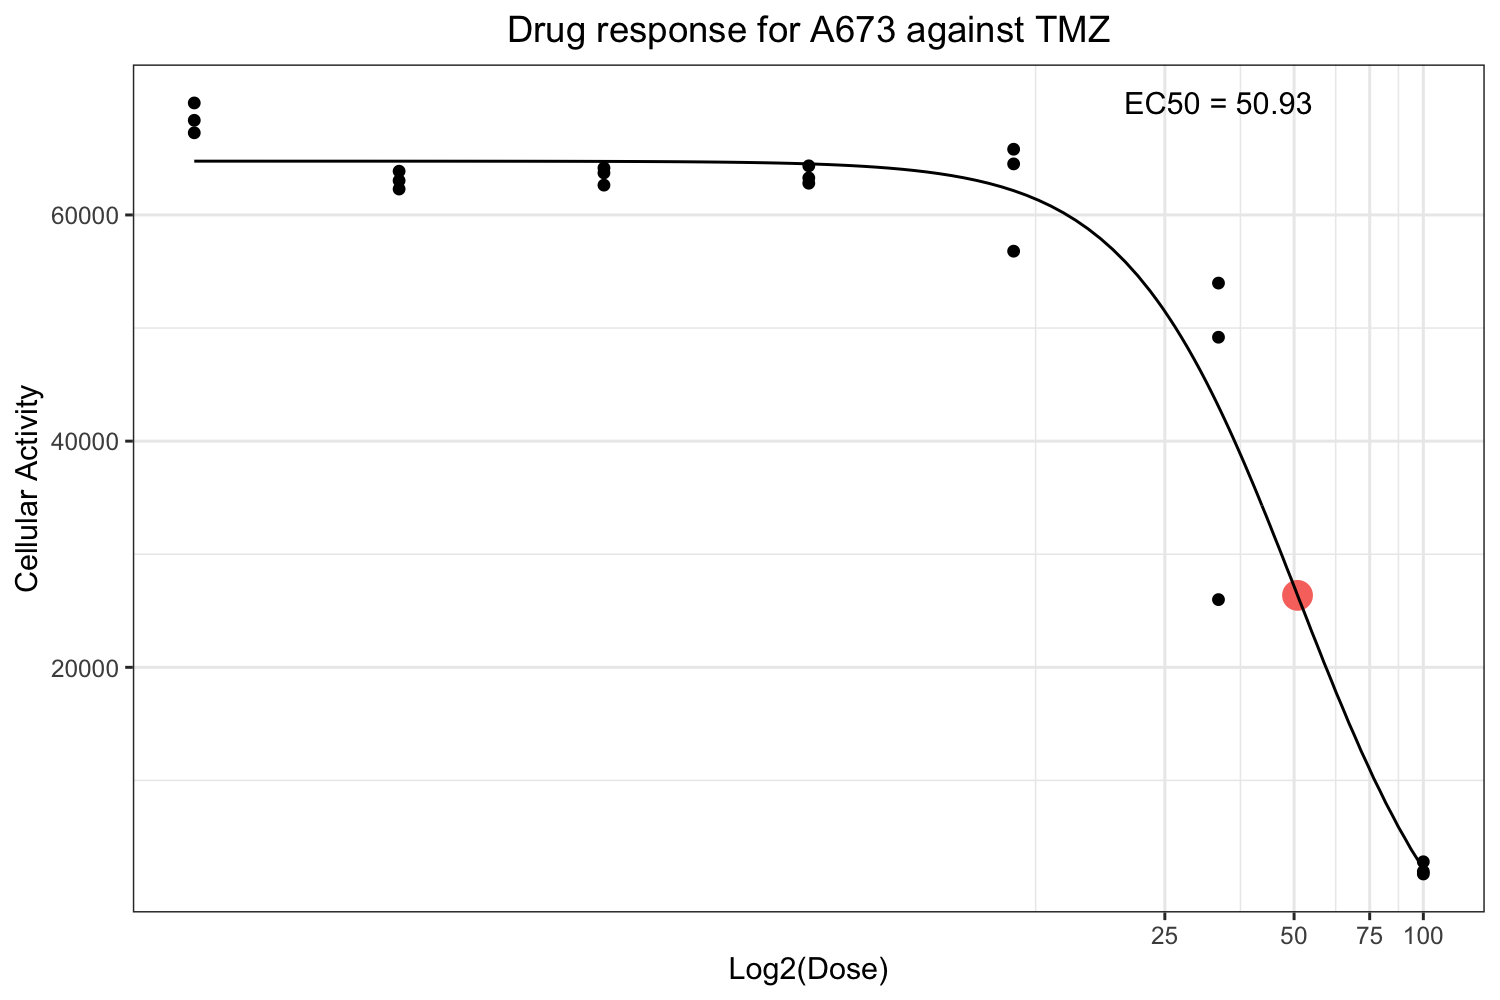 Drug response for A673 against TMZ
EC50 = 50.93
60000
40000
20000
Cellular Activity
25 50 75 100
Log2(Dose)